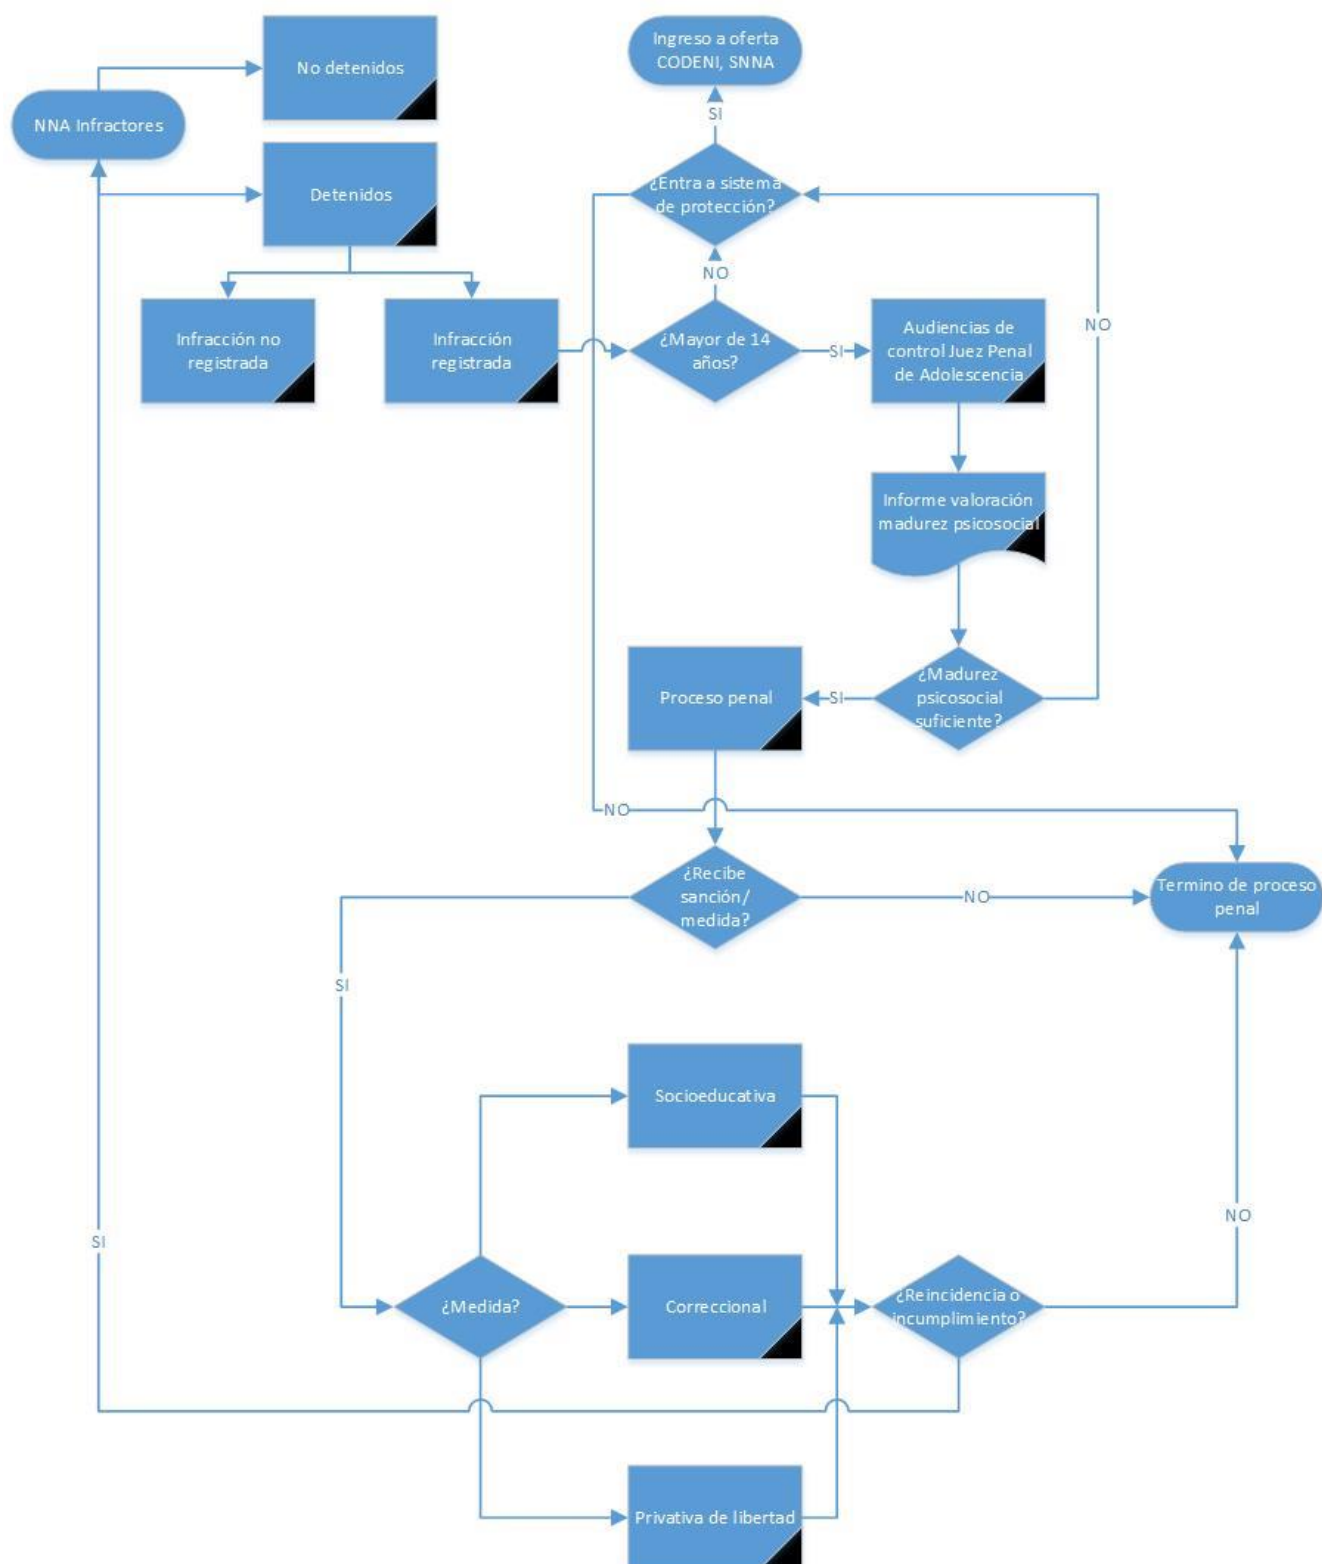 No detenidos
Ingreso a oferta
CODENI, SNNA
NNA Infractores
SI
Detenidos
¿Entra a sistema
de protección?
NO
NO
Infracción no
registrada
Infracción
registrada
¿Mayor de 14
años?
SI
Audiencias de
control Juez Penal
de Adolescencia
Informe valoración
madurez psicosocial
Proceso penal
SI
¿Madurez
psicosocial
suficiente?
NO
¿Recibe
sanción/
medida?
NO
Termino de proceso
penal
SI
Socioeducativa
SI
NO
¿Medida?
Correccional
¿Reincidencia o
incumplimiento?
Privativa de libertad